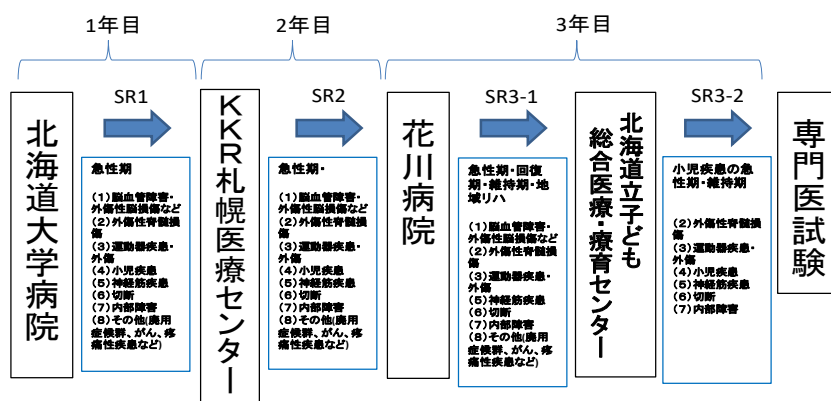 1年目
2年目
3年目
北海道大学病院
SR1
急性期
(1)脳血管障害・
外傷性脳損傷など
(2)外傷性脊髄損
傷
(3)運動器疾患・
外傷
(4)小児疾患
(5)神経筋疾患
(6)切断
(7)内部障害
(8)その他(廃用
症候群、がん、疼
痛性疾患など)
KKR札幌医療センター
SR2
急性期・
(1)脳血管障害・
外傷性脳損傷など
(2)外傷性脊髄損
傷
(3)運動器疾患・
外傷
(4)小児疾患
(5)神経筋疾患
(6)切断
(7)内部障害
(8)その他(廃用
症候群、がん、疼
痛性疾患など)
花川病院
SR3-1
急性期・回復
期・維持期・地
域リハ
(1)脳血管障害・
外傷性脳損傷など
(2)外傷性脊髄損
傷
(3)運動器疾患・
外傷
(5)神経筋疾患
(6)切断
(7)内部障害
(8)その他(廃用
症候群、がん、疼
痛性疾患など)
北海道立子ども
総合医療・療育センター
SR3-2
小児疾患の急
性期・維持期
(2)外傷性脊髄損
傷
(3)運動器疾患・
外傷
(4)小児疾患
(5)神経筋疾患
(6)切断
(7)内部障害
専門医試験